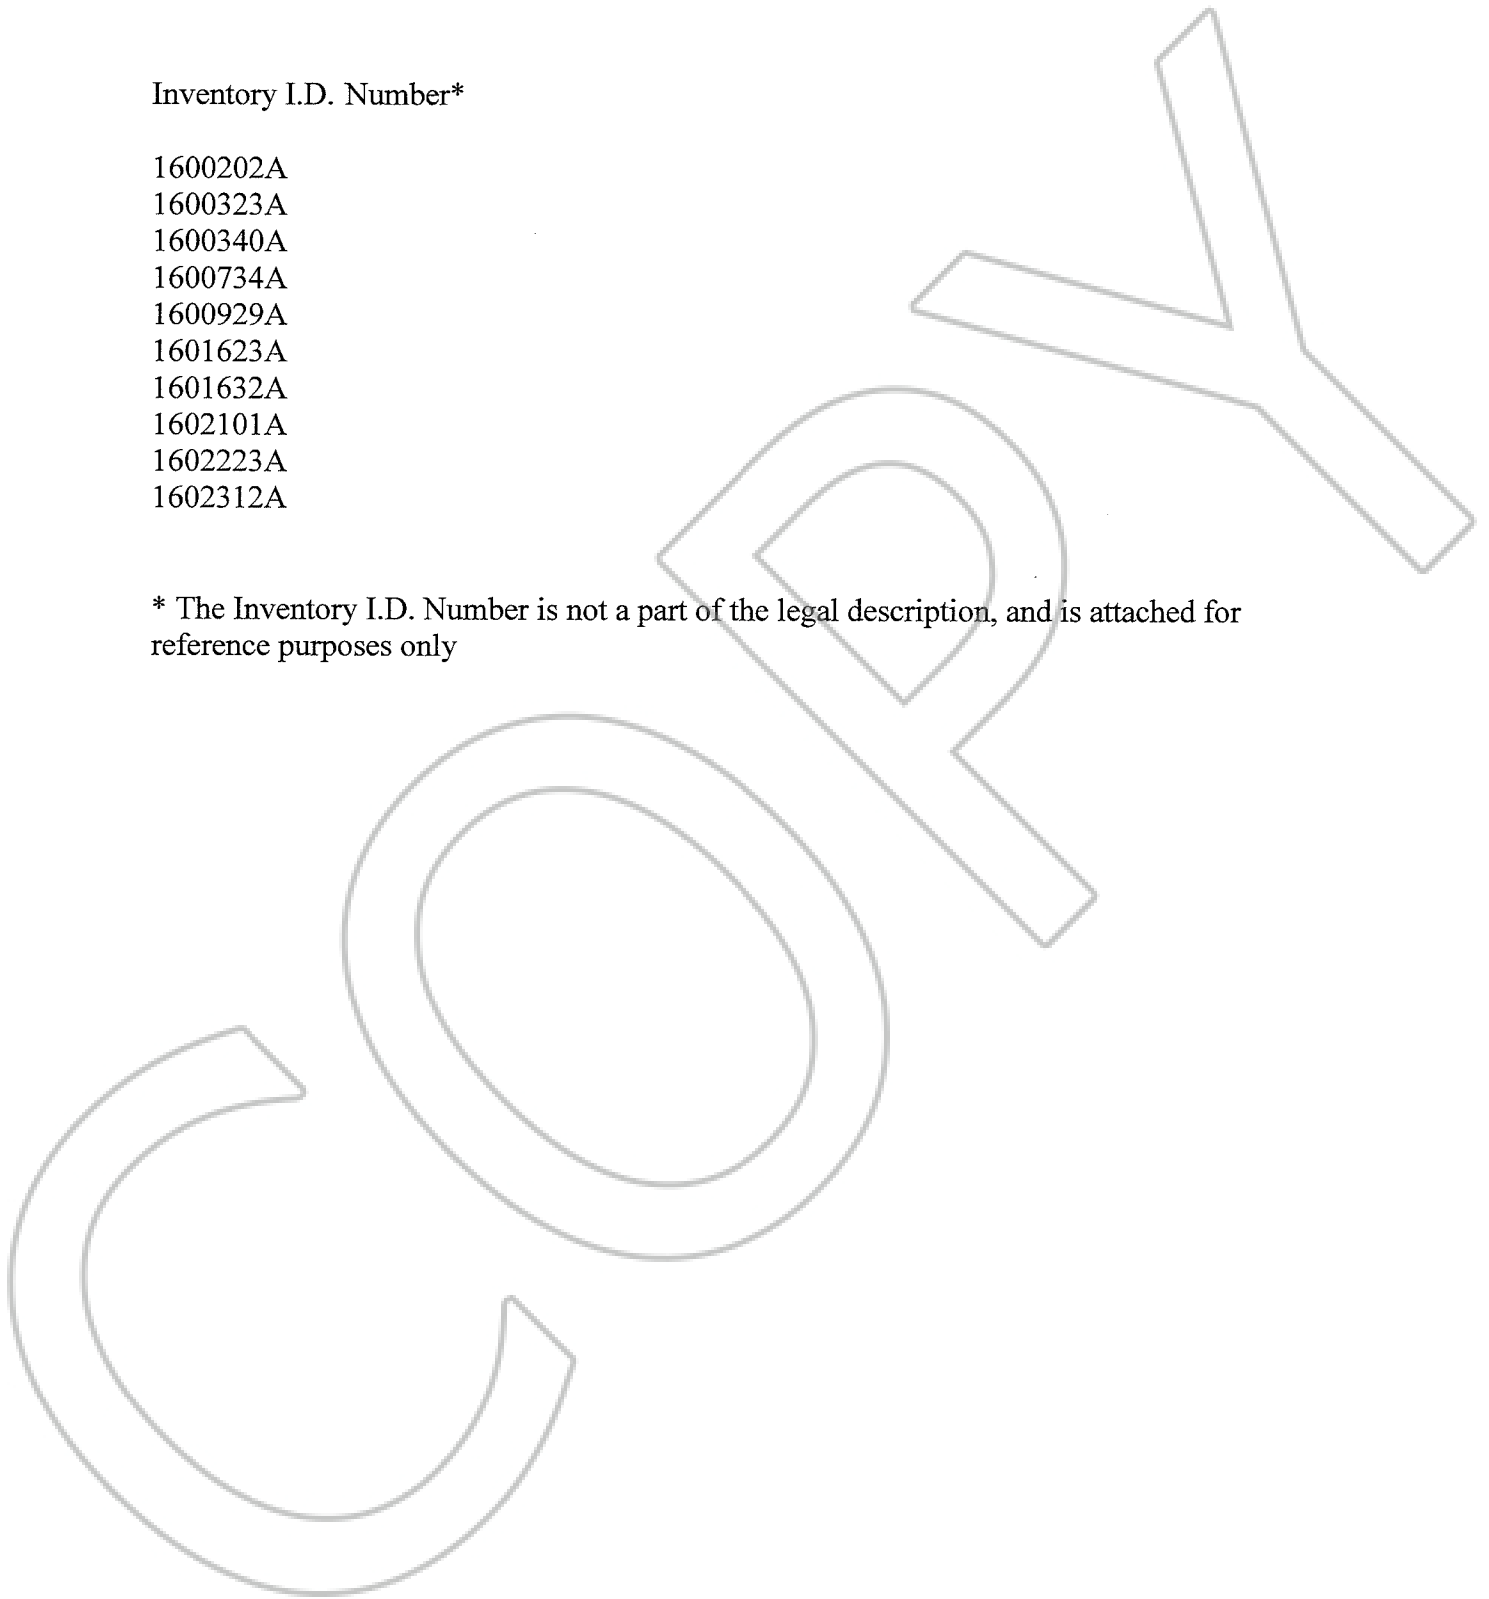 Inventory I.D. Number*
1600202A
1600323A
1600340A
1600734A
1600929A
1601623A
1601632A
1602101A
1602223A
1602312A
* The Inventory I.D. Number is not a part of the legal description, and is attached for
reference purposes only
COPY